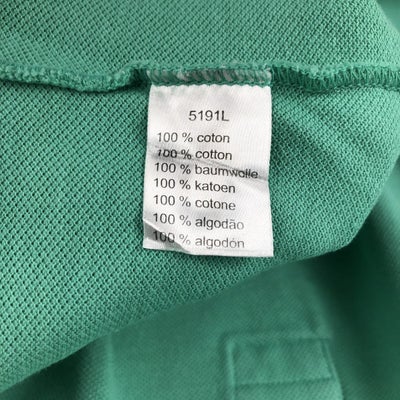 5191L
100 % coton
100 % cotton
100 % baumwolle
100 % katoen
100 % cotone
100 % algodão
100 % algodón